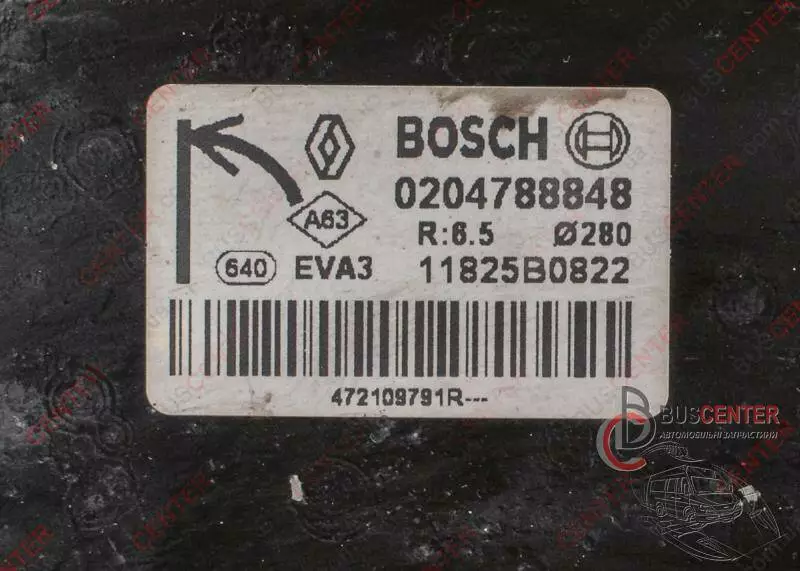 BOSCH
0204788848
A63
R:6.5 Ø280
640 EVA3 11825B0822
472109791R---
BUSCENTER
АВТОМОБІЛЬНІ ЗАПЧАСТИНИ